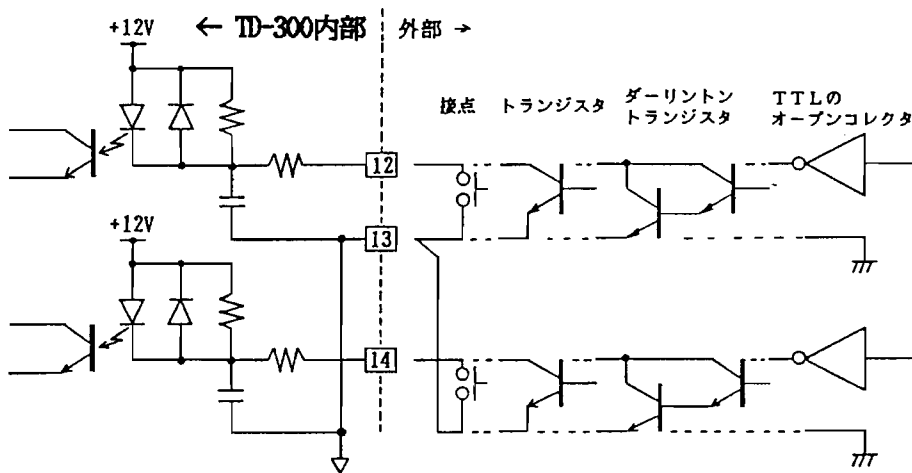 +12V
← TD-300内部
外部 →
接点
トランジスタ
ダーリントン
トランジスタ
TTLの
オープンコレクタ
12
13
+12V
14